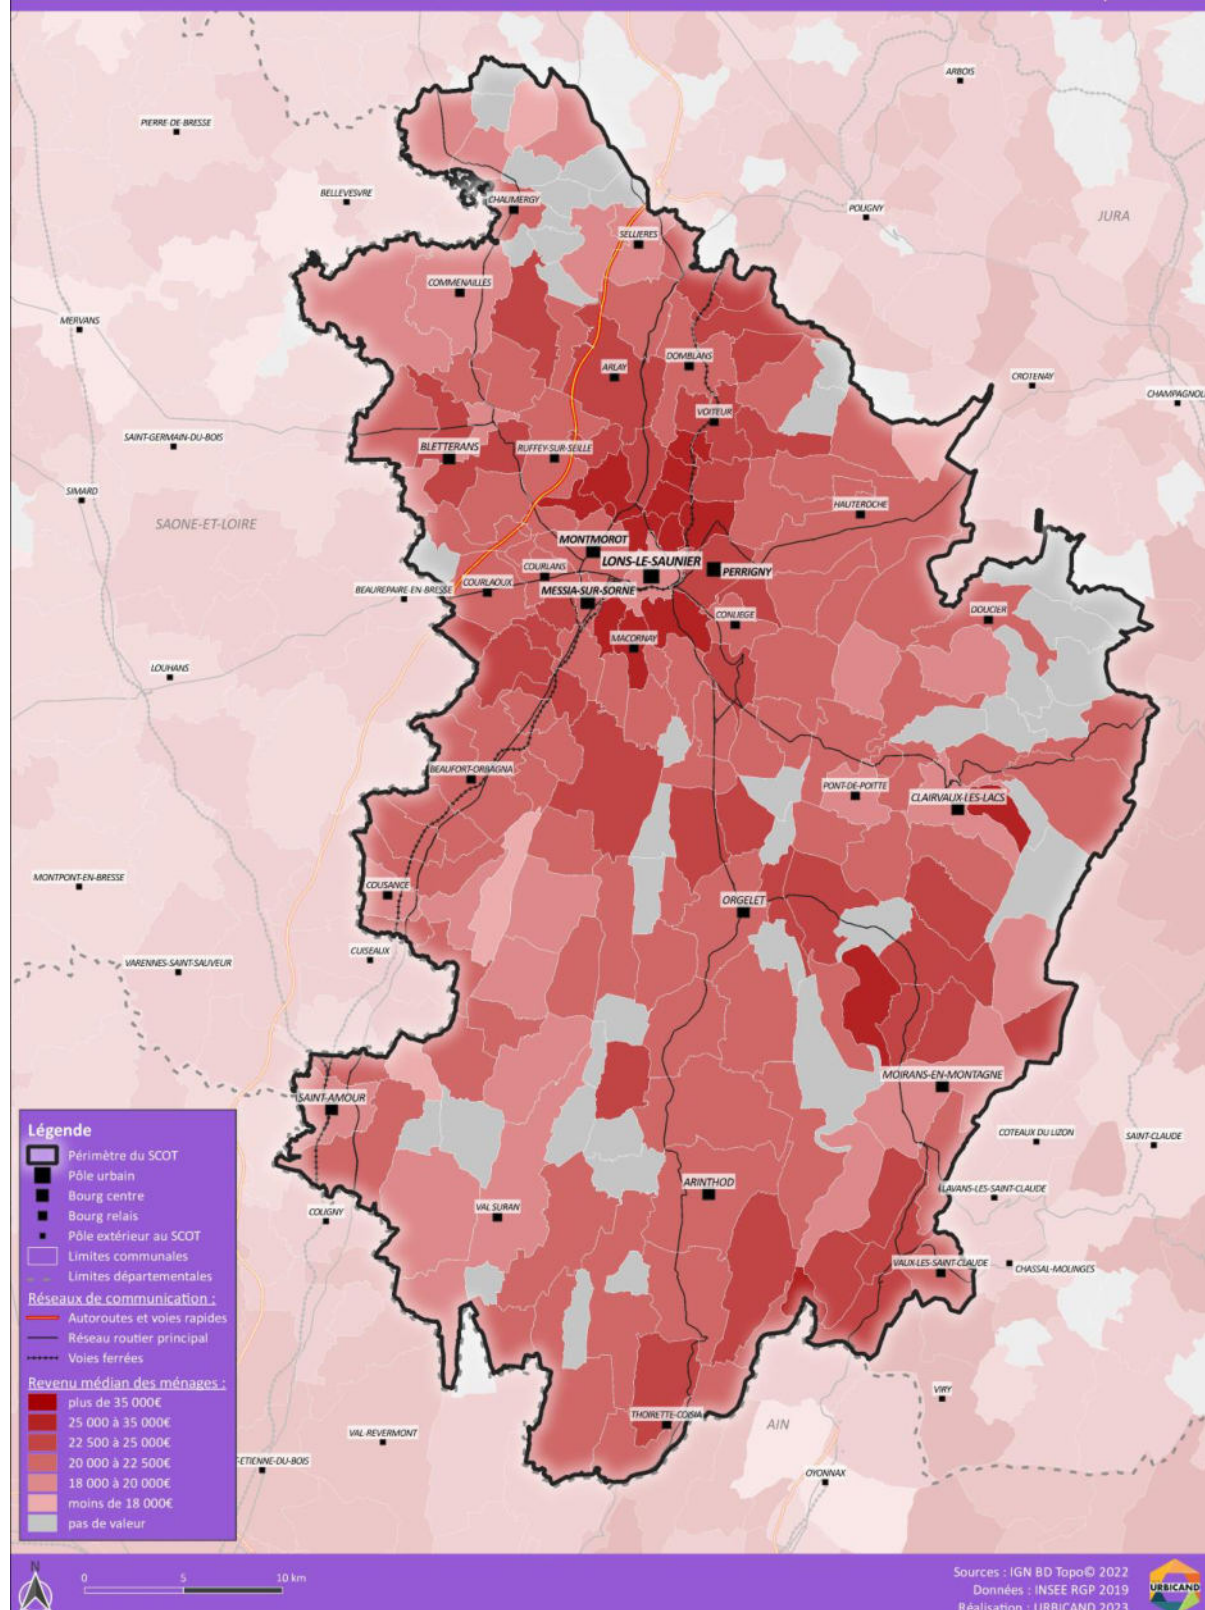 ARBOIS
PIERRE-DE-BRESSE
BELLEVESVRE
CHAUMERGY
POLIGNY
JURA
SELLIERES
COMMENAILLES
MERVANS
DOMBLANS
ARLAY
CROTENAY
CHAMPAGNOL
VOITEUR
SAINT-GERMAIN-DU-BOIS
BLETTERANS
RUFFEY-SUR-SEILLE
SIMARD
HAUTEROCHE
SAONE-ET-LOIRE
MONTMOROT
LONS-LE-SAUNIER
PERRIGNY
COURLANS
COURLAOUX
BEAUREPAIRE-EN-BRESSE
MESSIA-SUR-SORNE
DOUCIER
CONLIEGE
MACORNAY
LOUHANS
BEAUFORT-ORBAGNA
PONT-DE-POITTE
CLAIRVAUX-LES-LACS
MONTPONT-EN-BRESSE
COUSANCE
ORGELET
CUISEAUX
VARENNES-SAINT-SAUVEUR
MOIRANS-EN-MONTAGNE
SAINT-AMOUR
COTEAUX DU LIZON
SAINT-CLAUDE
ARINTHOD
LAVANS-LES-SAINT-CLAUDE
VAL SURAN
COLIGNY
VAUX-LES-SAINT-CLAUDE
CHASSAL-MOLINGES
VIRY
THOIRETTE-COISIA
AIN
VAL-REVERMONT
T-ETIENNE-DU-BOIS
OYONNAX
Légende
Périmètre du SCOT
Pôle urbain
Bourg centre
Bourg relais
Pôle extérieur au SCOT
Limites communales
Limites départementales
Réseaux de communication :
Autoroutes et voies rapides
Réseau routier principal
Voies ferrées
Revenu médian des ménages :
plus de 35 000€
25 000 à 35 000€
22 500 à 25 000€
20 000 à 22 500€
18 000 à 20 000€
moins de 18 000€
pas de valeur
N
0 5 10 km
Sources : IGN BD Topo© 2022
Données : INSEE RGP 2019
Réalisation : URBICAND 2023
URBICAND